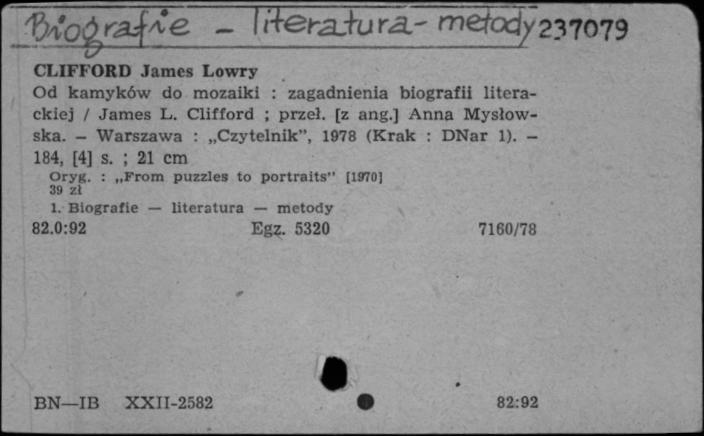 Biografie - literatura - metody 237079
CLIFFORD James Lowry
Od kamyków do mozaiki : zagadnienia biografii litera-
ckiej / James L. Clifford ; przeł. [z ang.] Anna Mysłow-
ska. — Warszawa : „Czytelnik”, 1978 (Krak : DNar 1). —
184, [4] s. ; 21 cm
Oryg. : „From puzzles to portraits” [1970]
39 zł
1. Biografie — literatura — metody
82.0:92 Egz. 5320 7160/78
BN—IB XXII-2582 82:92